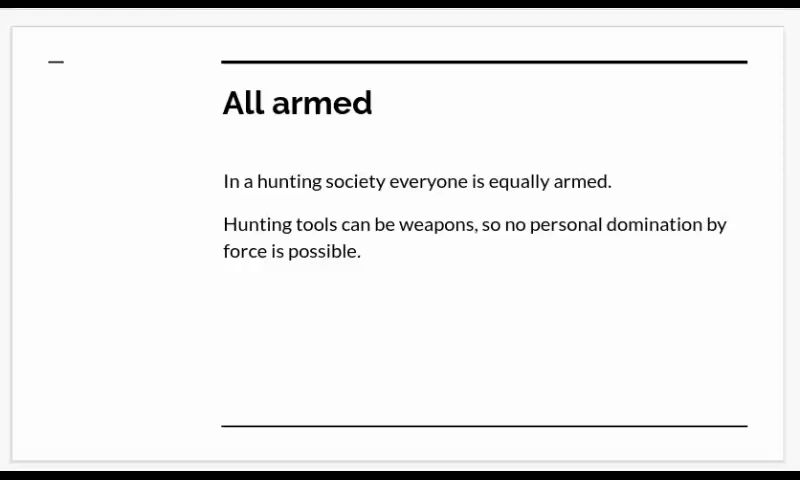 All armed
In a hunting society everyone is equally armed.
Hunting tools can be weapons, so no personal domination by
force is possible.